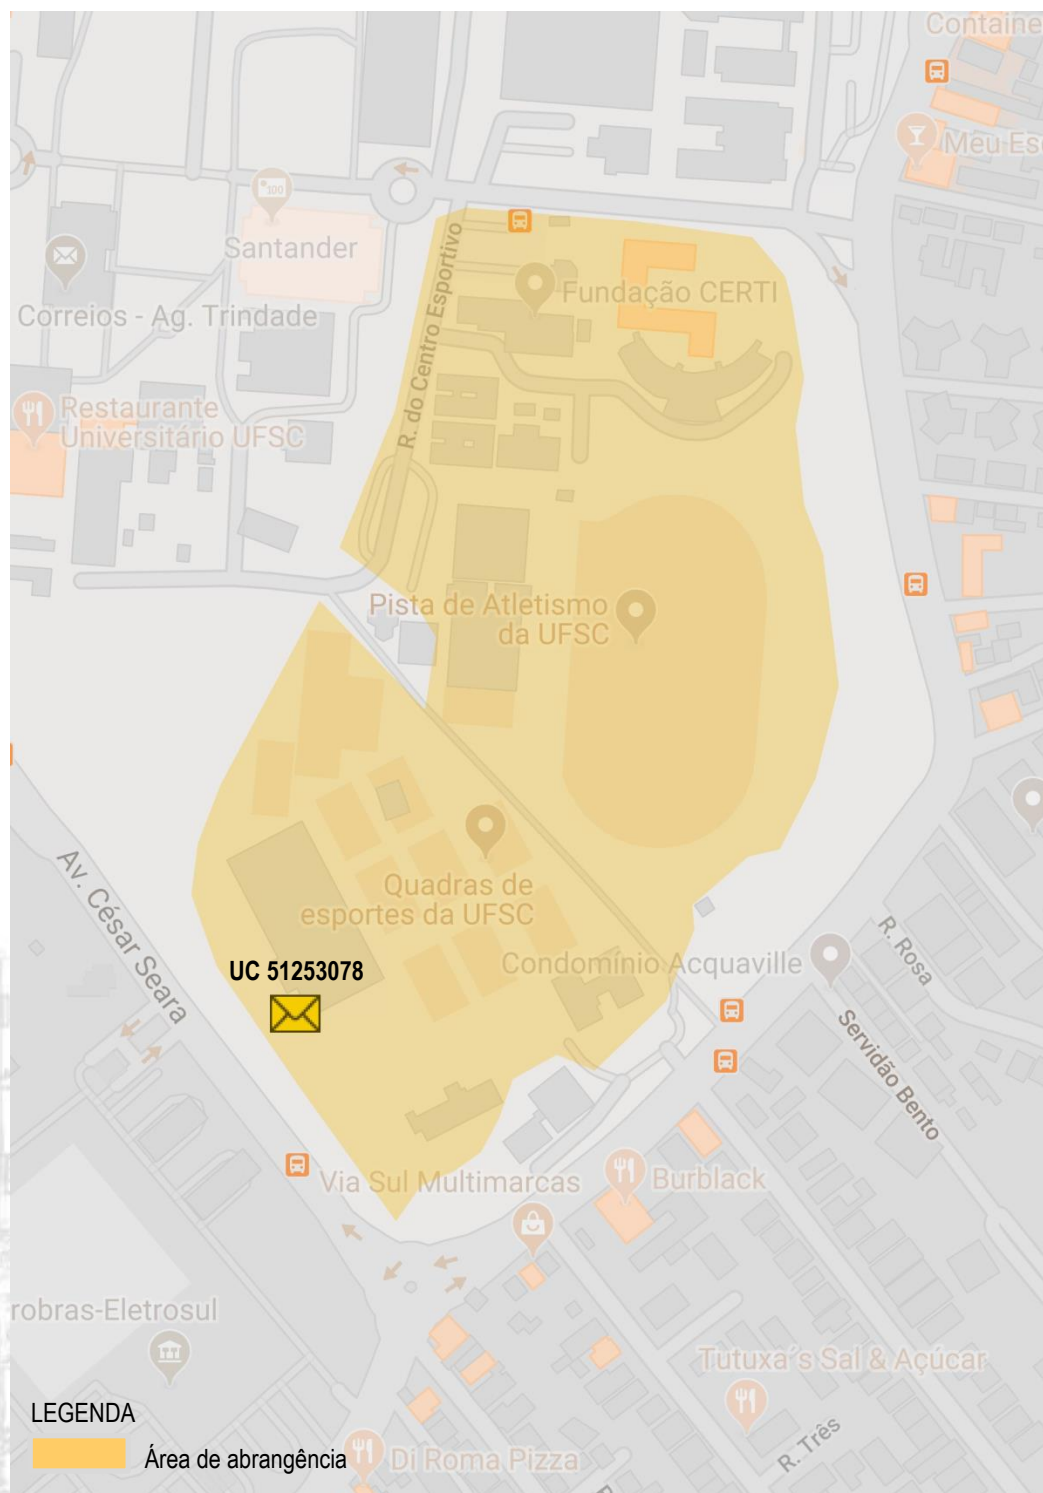 Containe
Meu Es
100
Santander
Correios - Ag. Trindade
Fundação CERTI
R. do Centro Esportivo
Restaurante
Universitário UFSC
Pista de Atletismo
da UFSC
Av. César Seara
Quadras de
esportes da UFSC
R. Rosa
UC 51253078
Condomínio Acquaville
Servidão Bento
Via Sul Multimarcas
Burblack
robras-Eletrosul
Tutuxa´s Sal & Açúcar
LEGENDA
R. Três
Área de abrangência
Di Roma Pizza